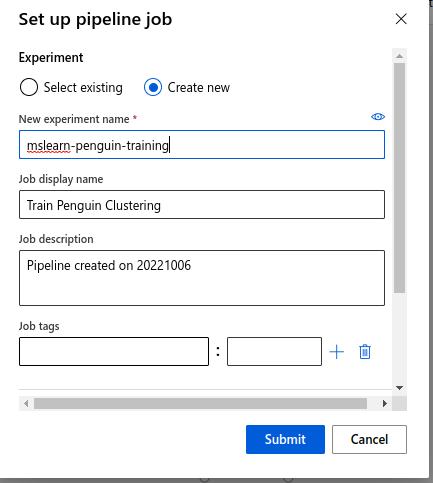 Set up pipeline job
Experiment
Select existing
Create new
New experiment name *
mslearn-penguin-training
Job display name
Train Penguin Clustering
Job description
Pipeline created on 20221006
Job tags
:
Submit
Cancel